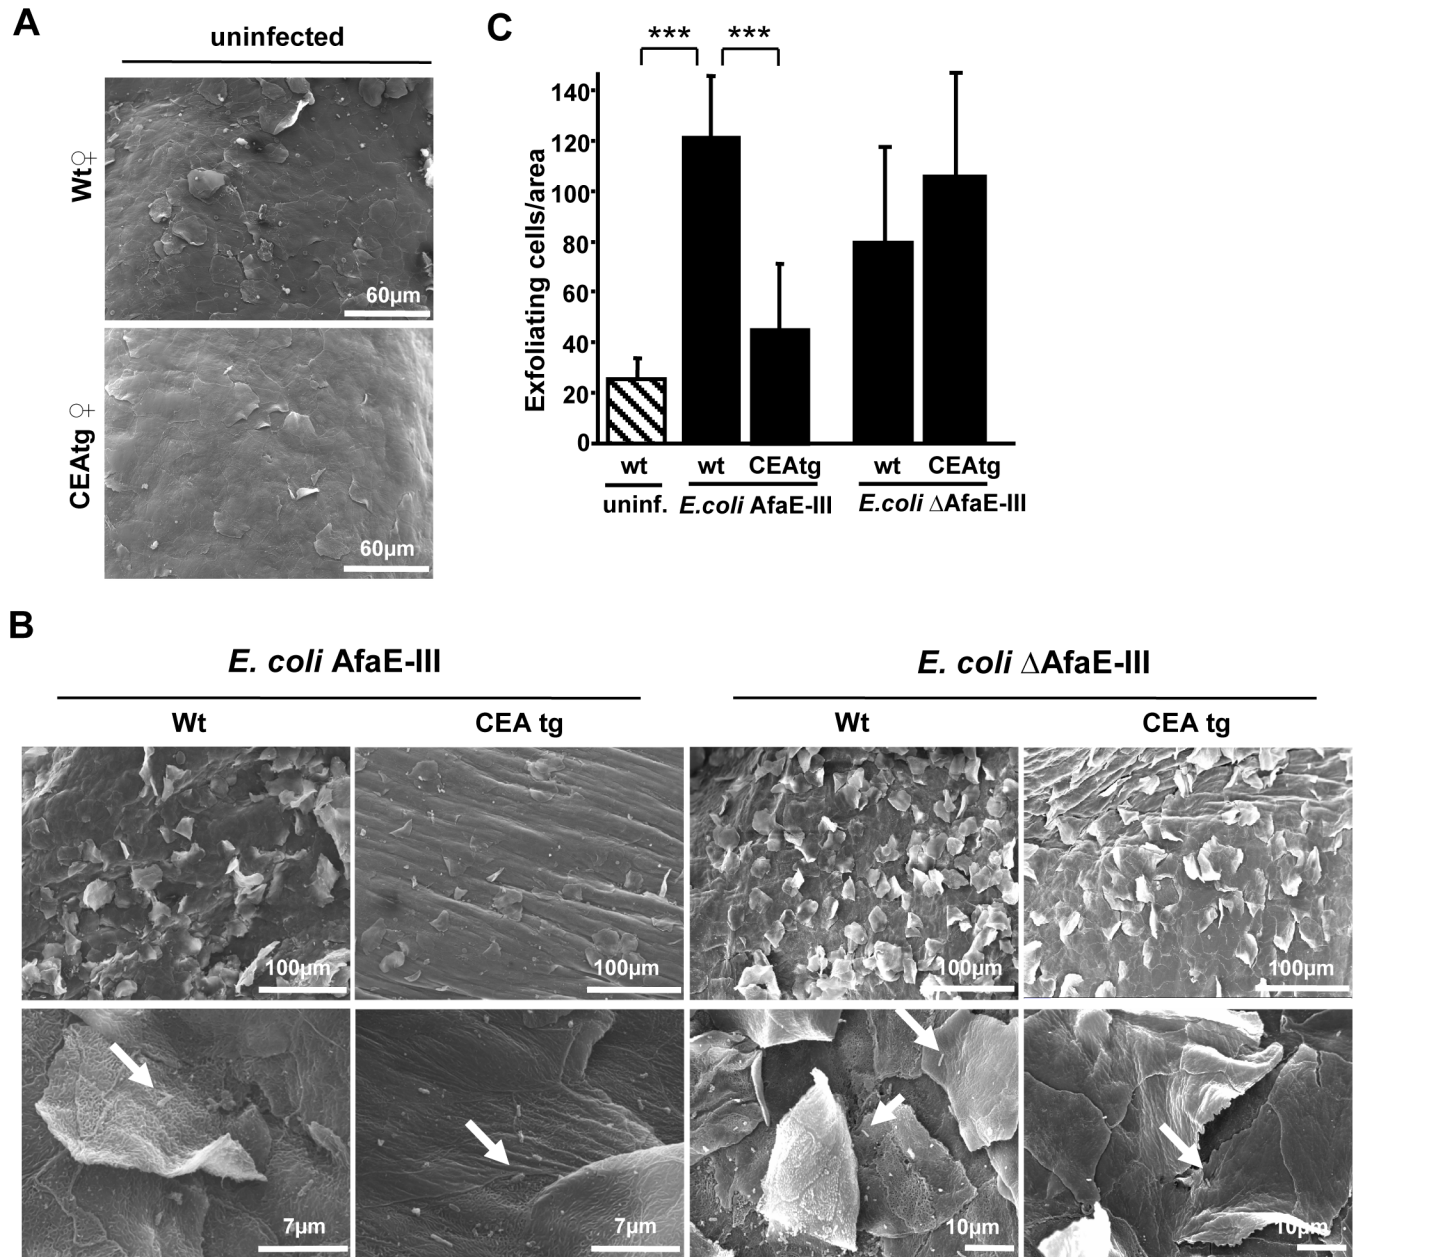 A
uninfected
Wt♀
60µm
CEAtg ♀
60µm
C
*** ***
Exfoliating cells/area
140
120
100
80
60
40
20
0
wt wt CEAtg wt CEAtg
uninf. E.coli AfaE-III E.coli ΔAfaE-III
B
E. coli AfaE-III E. coli ΔAfaE-III
Wt CEA tg Wt CEA tg
100µm 100µm 100µm 100µm
7µm 7µm 10µm 10µm